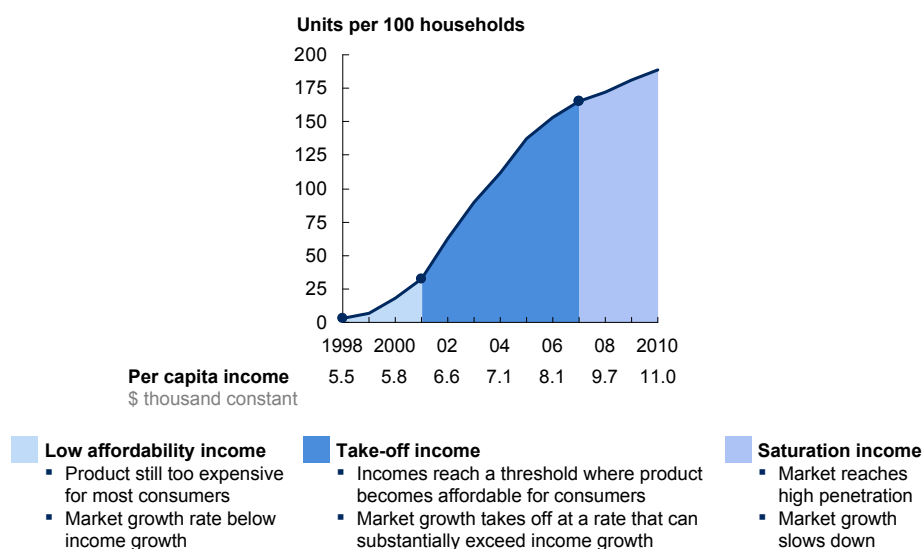 Units per 100 households
200
175
150
125
100
75
50
25
0
1998 2000 02 04 06 08 2010
Per capita income 5.5 5.8 6.6 7.1 8.1 9.7 11.0
$ thousand constant
Low affordability income
▪ Product still too expensive
for most consumers
▪ Market growth rate below
income growth
Take-off income
▪ Incomes reach a threshold where product
becomes affordable for consumers
▪ Market growth takes off at a rate that can
substantially exceed income growth
Saturation income
▪ Market reaches
high penetration
▪ Market growth
slows down